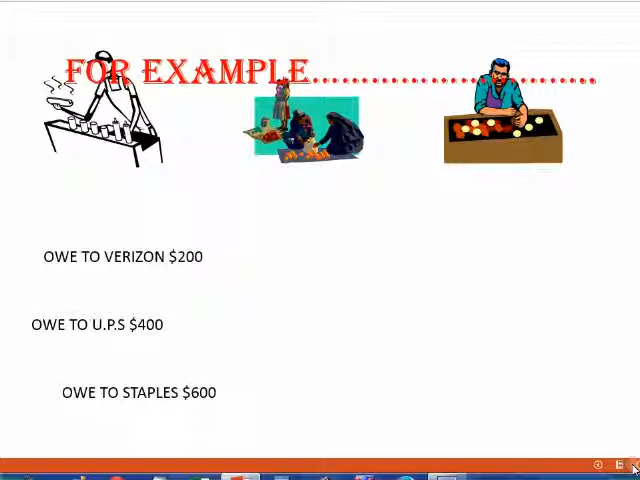 FOR EXAMPLE..............................
OWE TO VERIZON $200
OWE TO U.P.S $400
OWE TO STAPLES $600